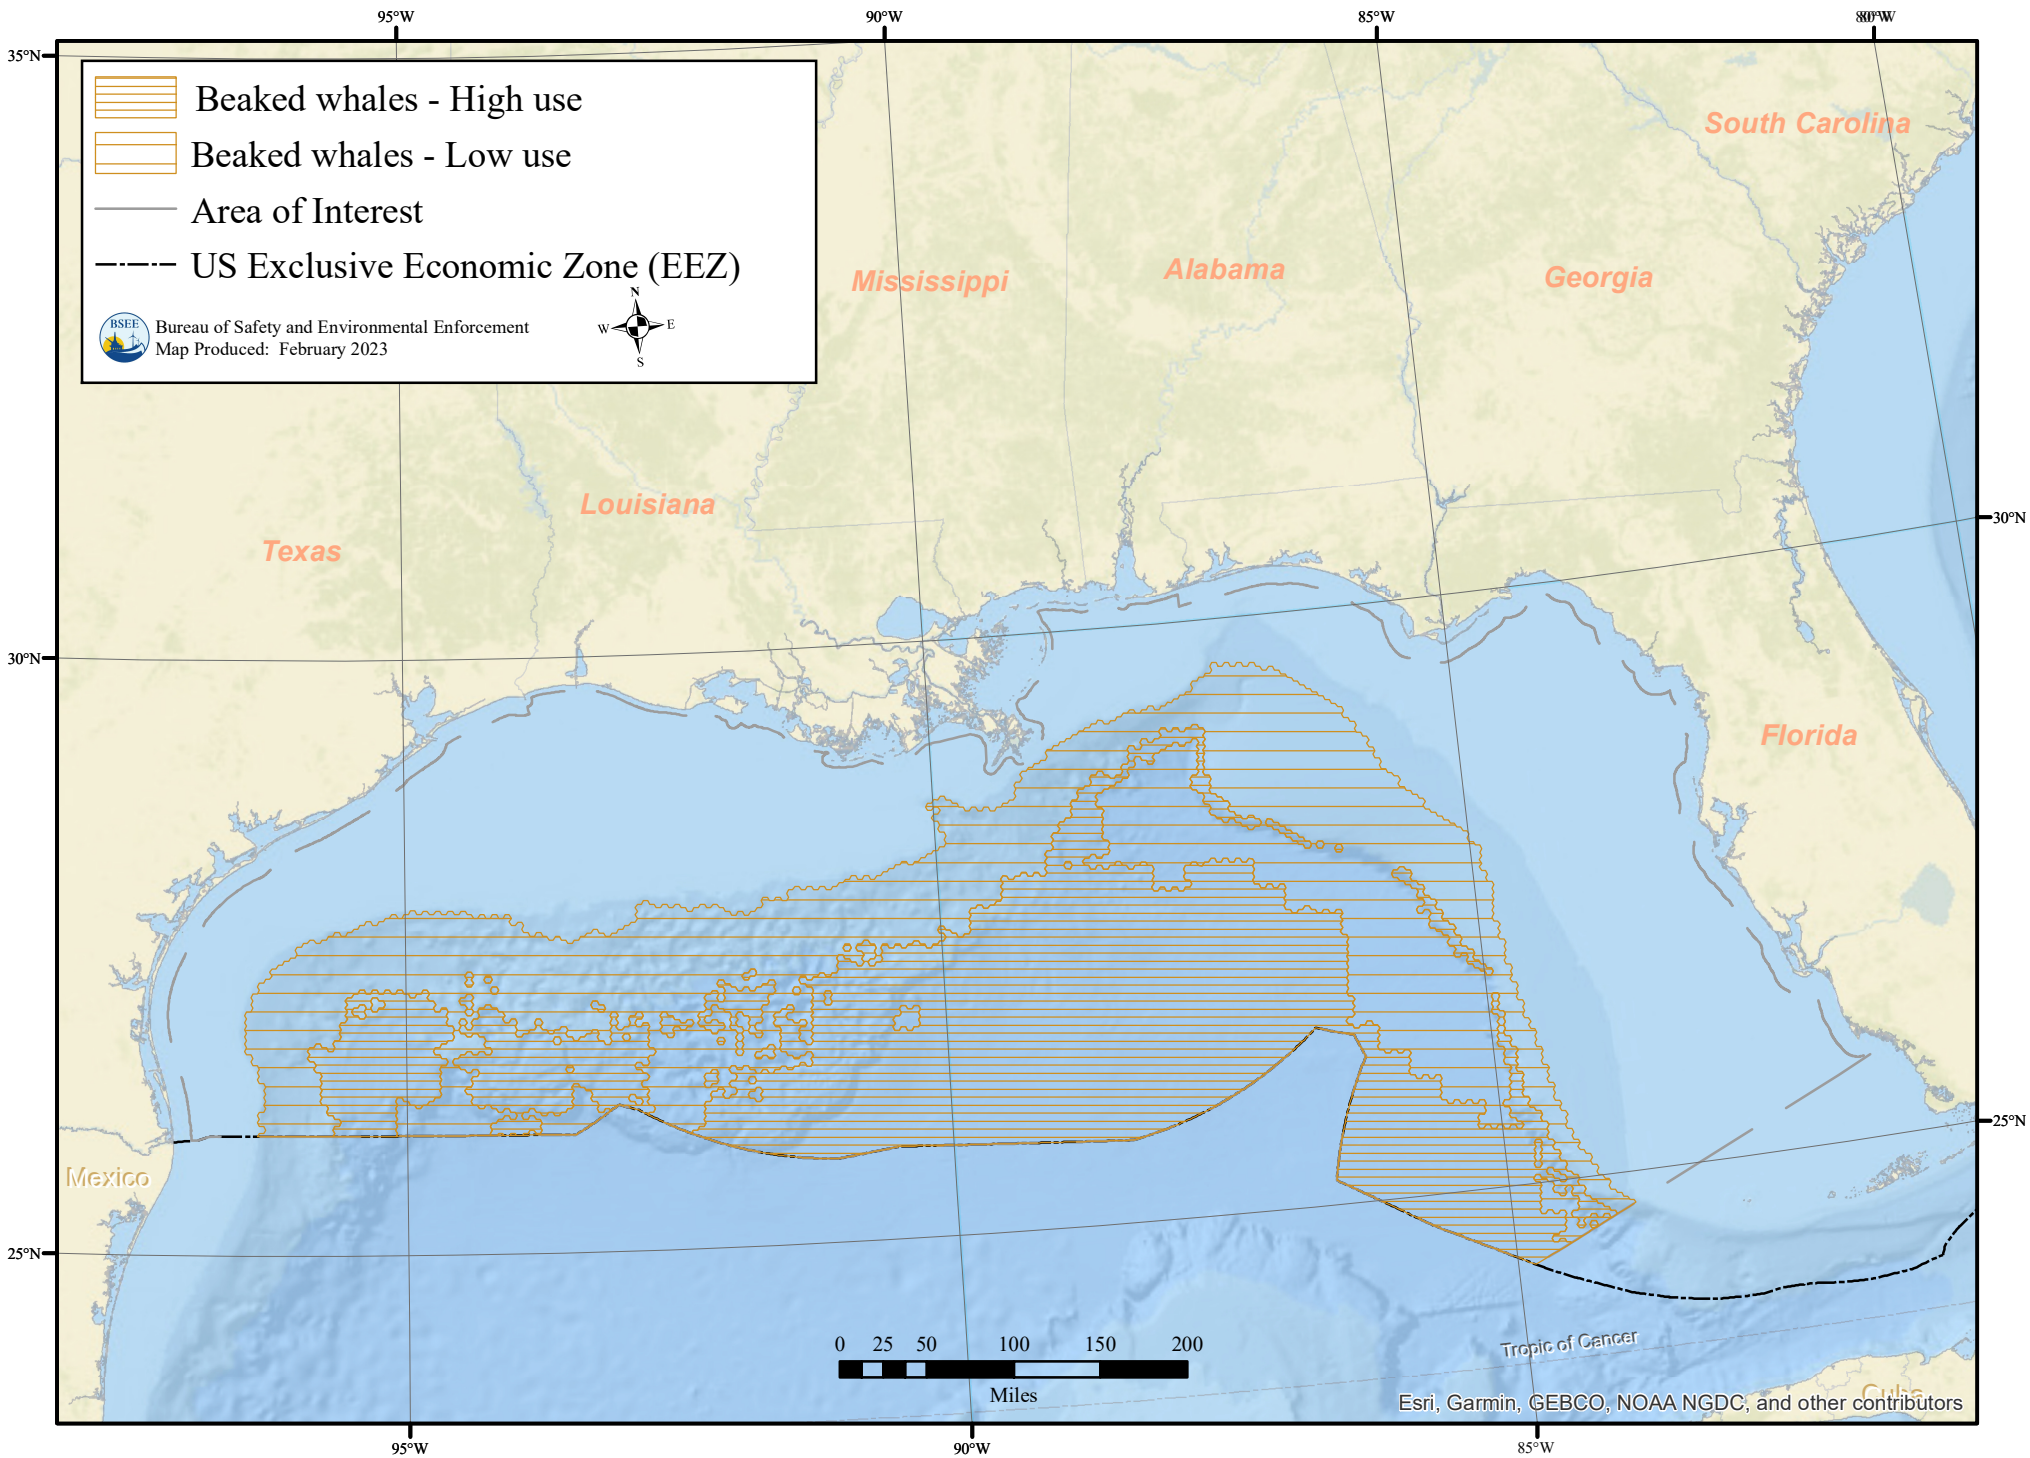 95°W 90°W 85°W 80°W
35°N
Beaked whales - High use
Beaked whales - Low use
Area of Interest
US Exclusive Economic Zone (EEZ)
N
W E
S
BSEE
Bureau of Safety and Environmental Enforcement
Map Produced: February 2023
South Carolina
Mississippi
Alabama
Georgia
Louisiana
Texas
30°N
30°N
Florida
25°N
Mexico
25°N
0 25 50 100 150 200
Miles
Tropic of Cancer
Cuba
Esri, Garmin, GEBCO, NOAA NGDC, and other contributors
95°W 90°W 85°W